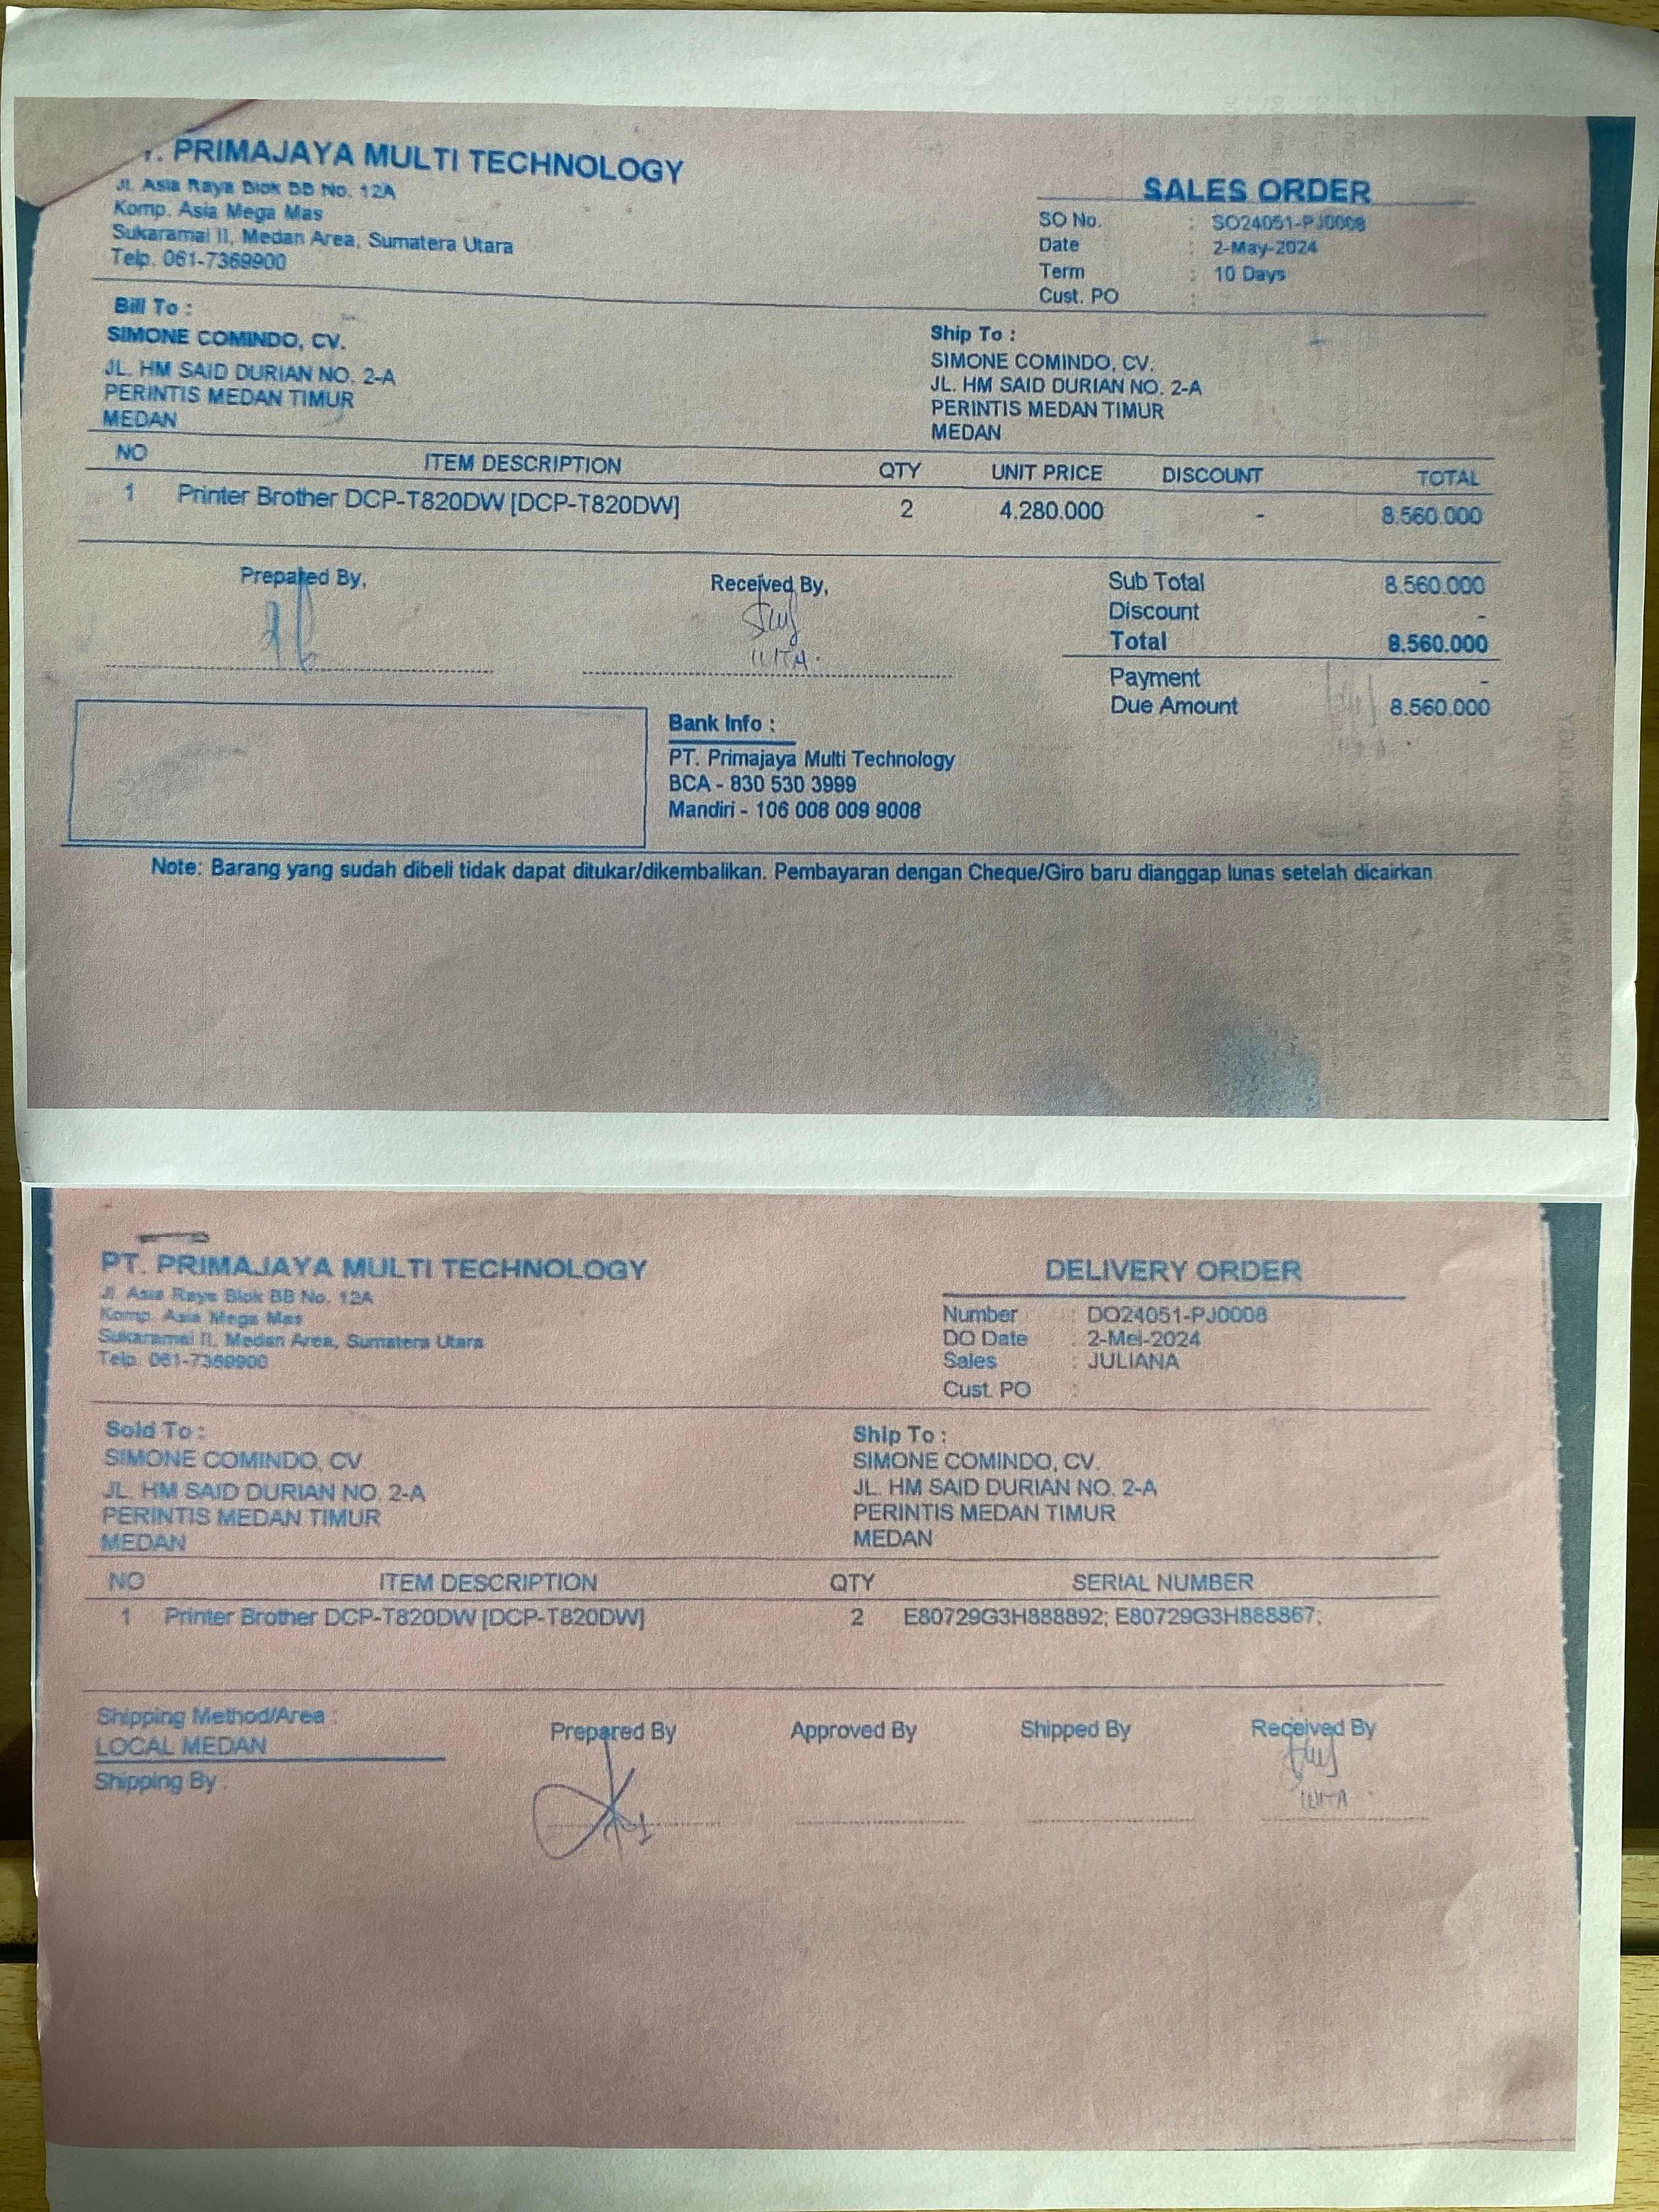 . PRIMAJAYA MULTI TECHNOLOGY
Jl. Asia Raya Blok BB No. 12A
Komp. Asia Mega Mas
Sukaramai II, Medan Area, Sumatera Utara
Telp. 061-7369900
SALES ORDER
SO No. : SO24051-PJ0008
Date : 2-May-2024
Term : 10 Days
Cust. PO :
Bill To :
SIMONE COMINDO, CV.
JL. HM SAID DURIAN NO. 2-A
PERINTIS MEDAN TIMUR
MEDAN
Ship To :
SIMONE COMINDO, CV.
JL. HM SAID DURIAN NO. 2-A
PERINTIS MEDAN TIMUR
MEDAN
NO ITEM DESCRIPTION QTY UNIT PRICE DISCOUNT TOTAL
1 Printer Brother DCP-T820DW [DCP-T820DW] 2 4.280.000 - 8.560.000
Prepared By,
Received By,
WITA.
Sub Total 8.560.000
Discount -
Total 8.560.000
Payment -
Due Amount 8.560.000
Bank Info :
PT. Primajaya Multi Technology
BCA - 830 530 3999
Mandiri - 106 008 009 9008
Note: Barang yang sudah dibeli tidak dapat ditukar/dikembalikan. Pembayaran dengan Cheque/Giro baru dianggap lunas setelah dicairkan
PT. PRIMAJAYA MULTI TECHNOLOGY
Jl. Asia Raya Blok BB No. 12A
Komp. Asia Mega Mas
Sukaramai II, Medan Area, Sumatera Utara
Telp. 061-7369900
DELIVERY ORDER
Number : DO24051-PJ0008
DO Date : 2-Mei-2024
Sales : JULIANA
Cust. PO :
Sold To :
SIMONE COMINDO, CV.
JL. HM SAID DURIAN NO. 2-A
PERINTIS MEDAN TIMUR
MEDAN
Ship To :
SIMONE COMINDO, CV.
JL. HM SAID DURIAN NO. 2-A
PERINTIS MEDAN TIMUR
MEDAN
NO ITEM DESCRIPTION QTY SERIAL NUMBER
1 Printer Brother DCP-T820DW [DCP-T820DW] 2 E80729G3H888892; E80729G3H888867;
Shipping Method/Area :
LOCAL MEDAN
Shipping By :
Prepared By Approved By Shipped By Received By
WITA